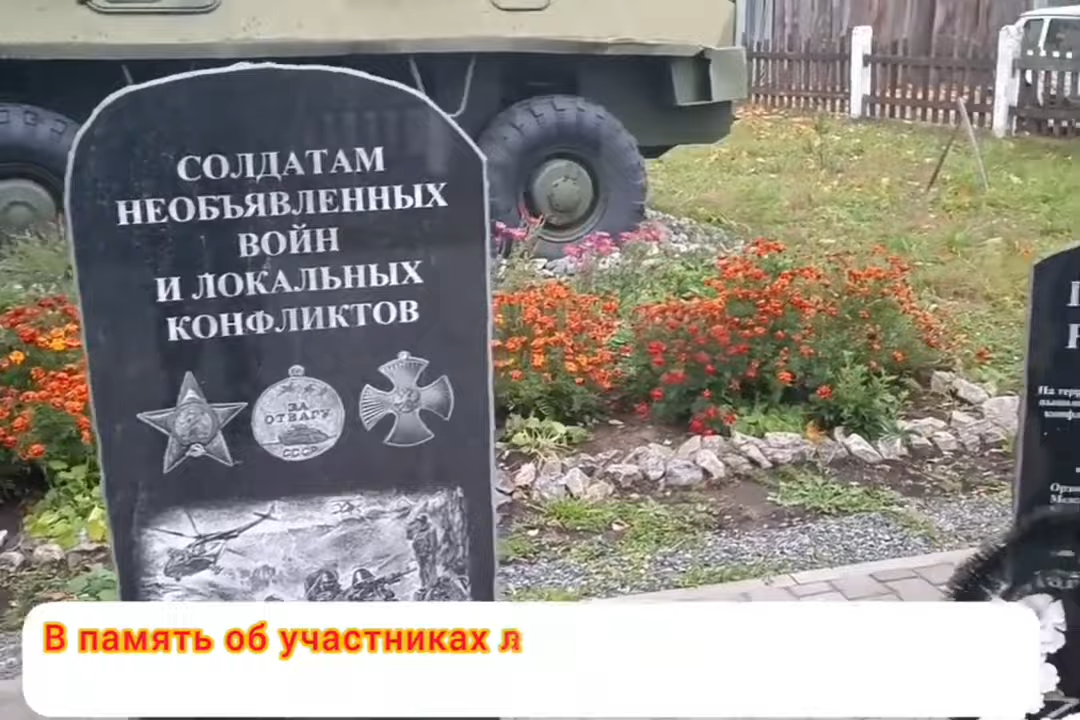 СОЛДАТАМ
НЕОБЪЯВЛЕННЫХ
ВОЙН
И ЛОКАЛЬНЫХ
КОНФЛИКТОВ
ЗА
ОТВАГУ
СССР
В память об участниках л